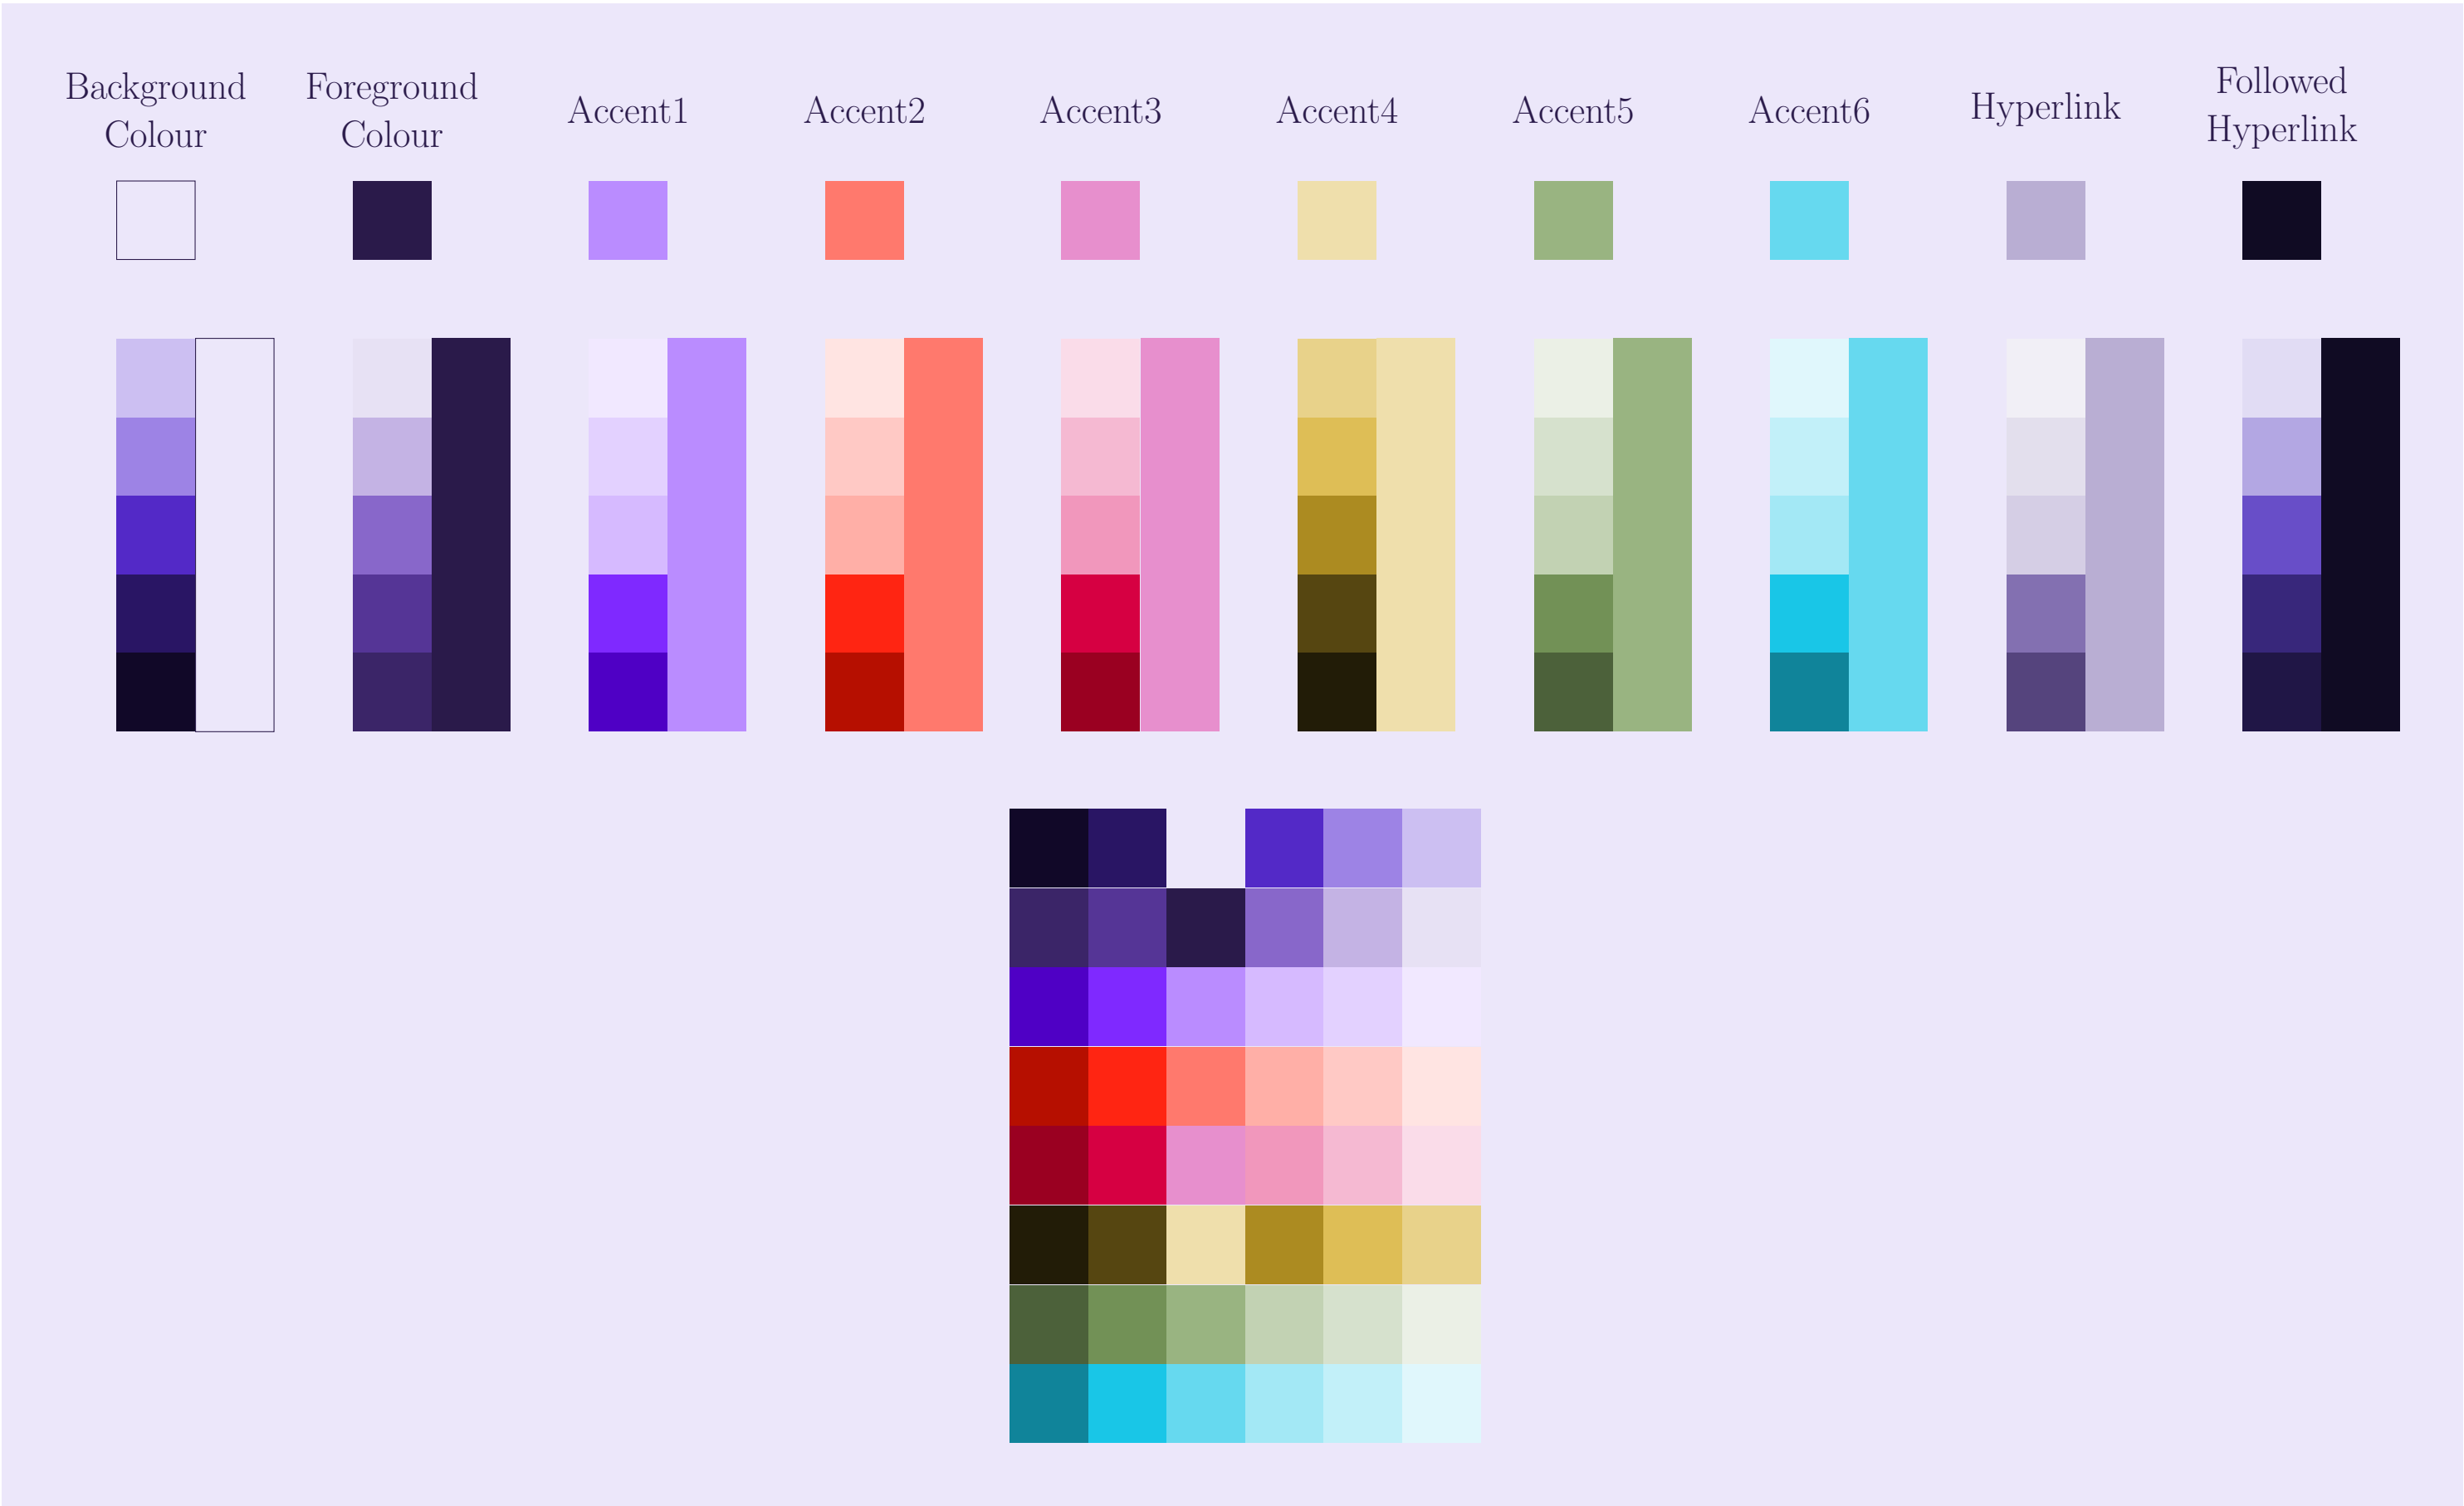 Background
Colour
Foreground
Colour
Accent1
Accent2
Accent3
Accent4
Accent5
Accent6
Hyperlink
Followed
Hyperlink